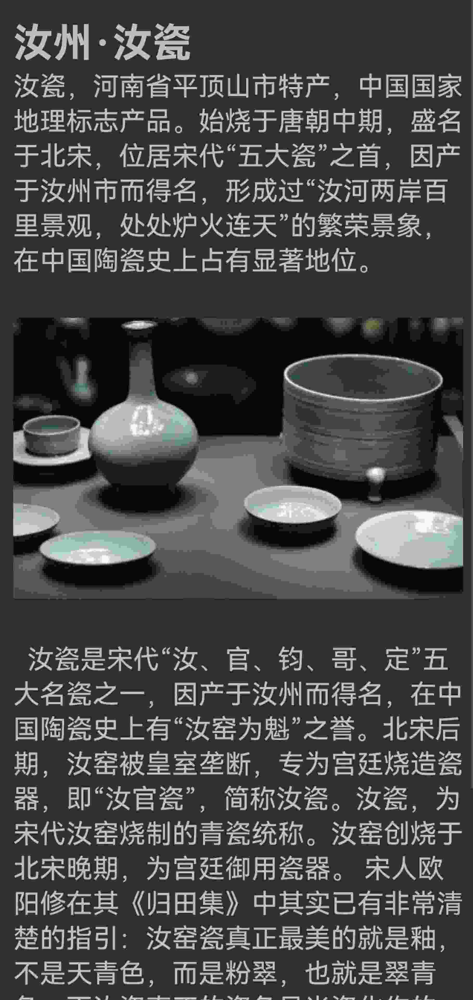 汝州·汝瓷
汝瓷，河南省平顶山市特产，中国国家
地理标志产品。始烧于唐朝中期，盛名
于北宋，位居宋代“五大瓷”之首，因产
于汝州市而得名，形成过“汝河两岸百
里景观，处处炉火连天”的繁荣景象，
在中国陶瓷史上占有显著地位。
汝瓷是宋代“汝、官、钧、哥、定”五
大名瓷之一，因产于汝州而得名，在中
国陶瓷史上有“汝窑为魁”之誉。北宋后
期，汝窑被皇室垄断，专为宫廷烧造瓷
器，即“汝官瓷”，简称汝瓷。汝瓷，为
宋代汝窑烧制的青瓷统称。汝窑创烧于
北宋晚期，为宫廷御用瓷器。 宋人欧
阳修在其《归田集》中其实已有非常清
楚的指引：汝窑瓷真正最美的就是釉，
不是天青色，而是粉翠，也就是翠青